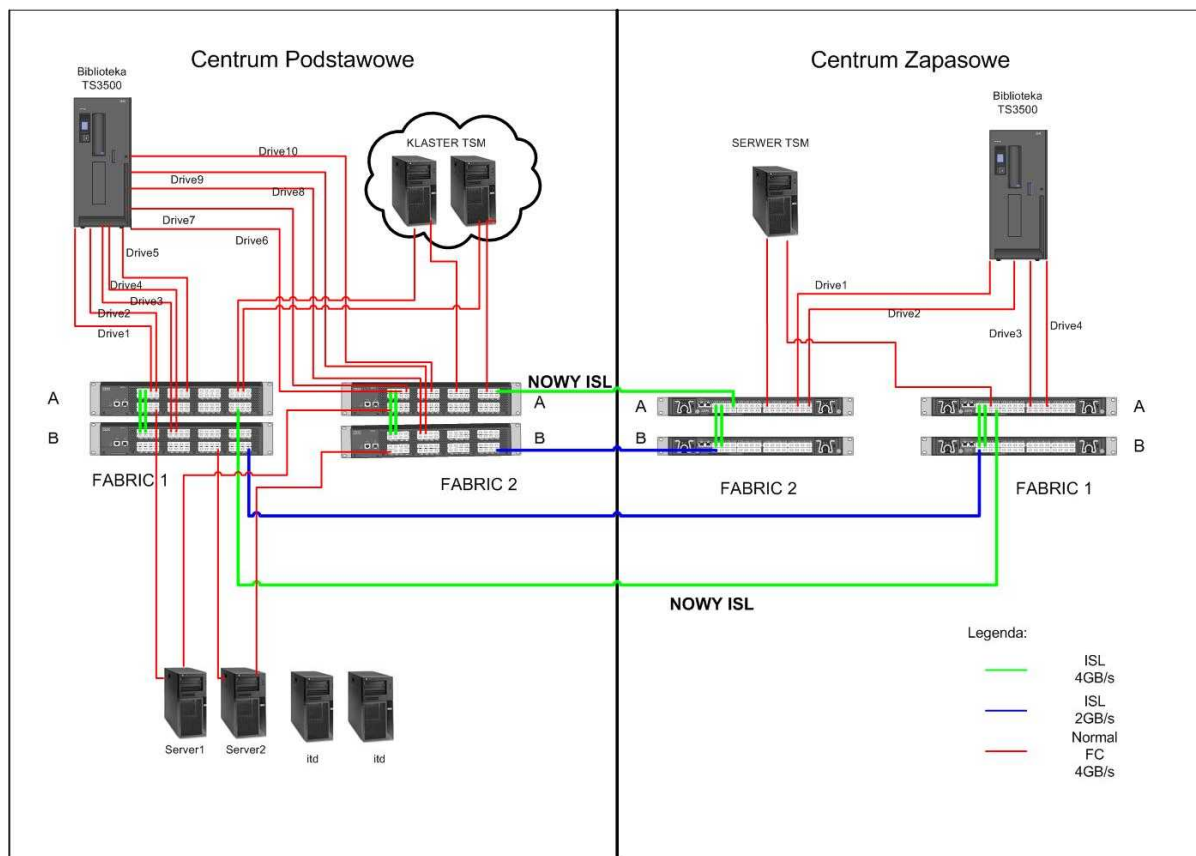 Centrum Podstawowe
Centrum Zapasowe
Biblioteka
TS3500
Biblioteka
TS3500
KLASTER TSM
SERWER TSM
Drive10
Drive9
Drive8
Drive7
Drive6
Drive5
Drive4
Drive3
Drive2
Drive1
Drive1
Drive2
Drive3
Drive4
NOWY ISL
A
A
A
A
B
B
B
B
FABRIC 1
FABRIC 2
FABRIC 2
FABRIC 1
NOWY ISL
Legenda:
ISL
4GB/s
ISL
2GB/s
Normal
FC
4GB/s
Server1
Server2
itd
itd